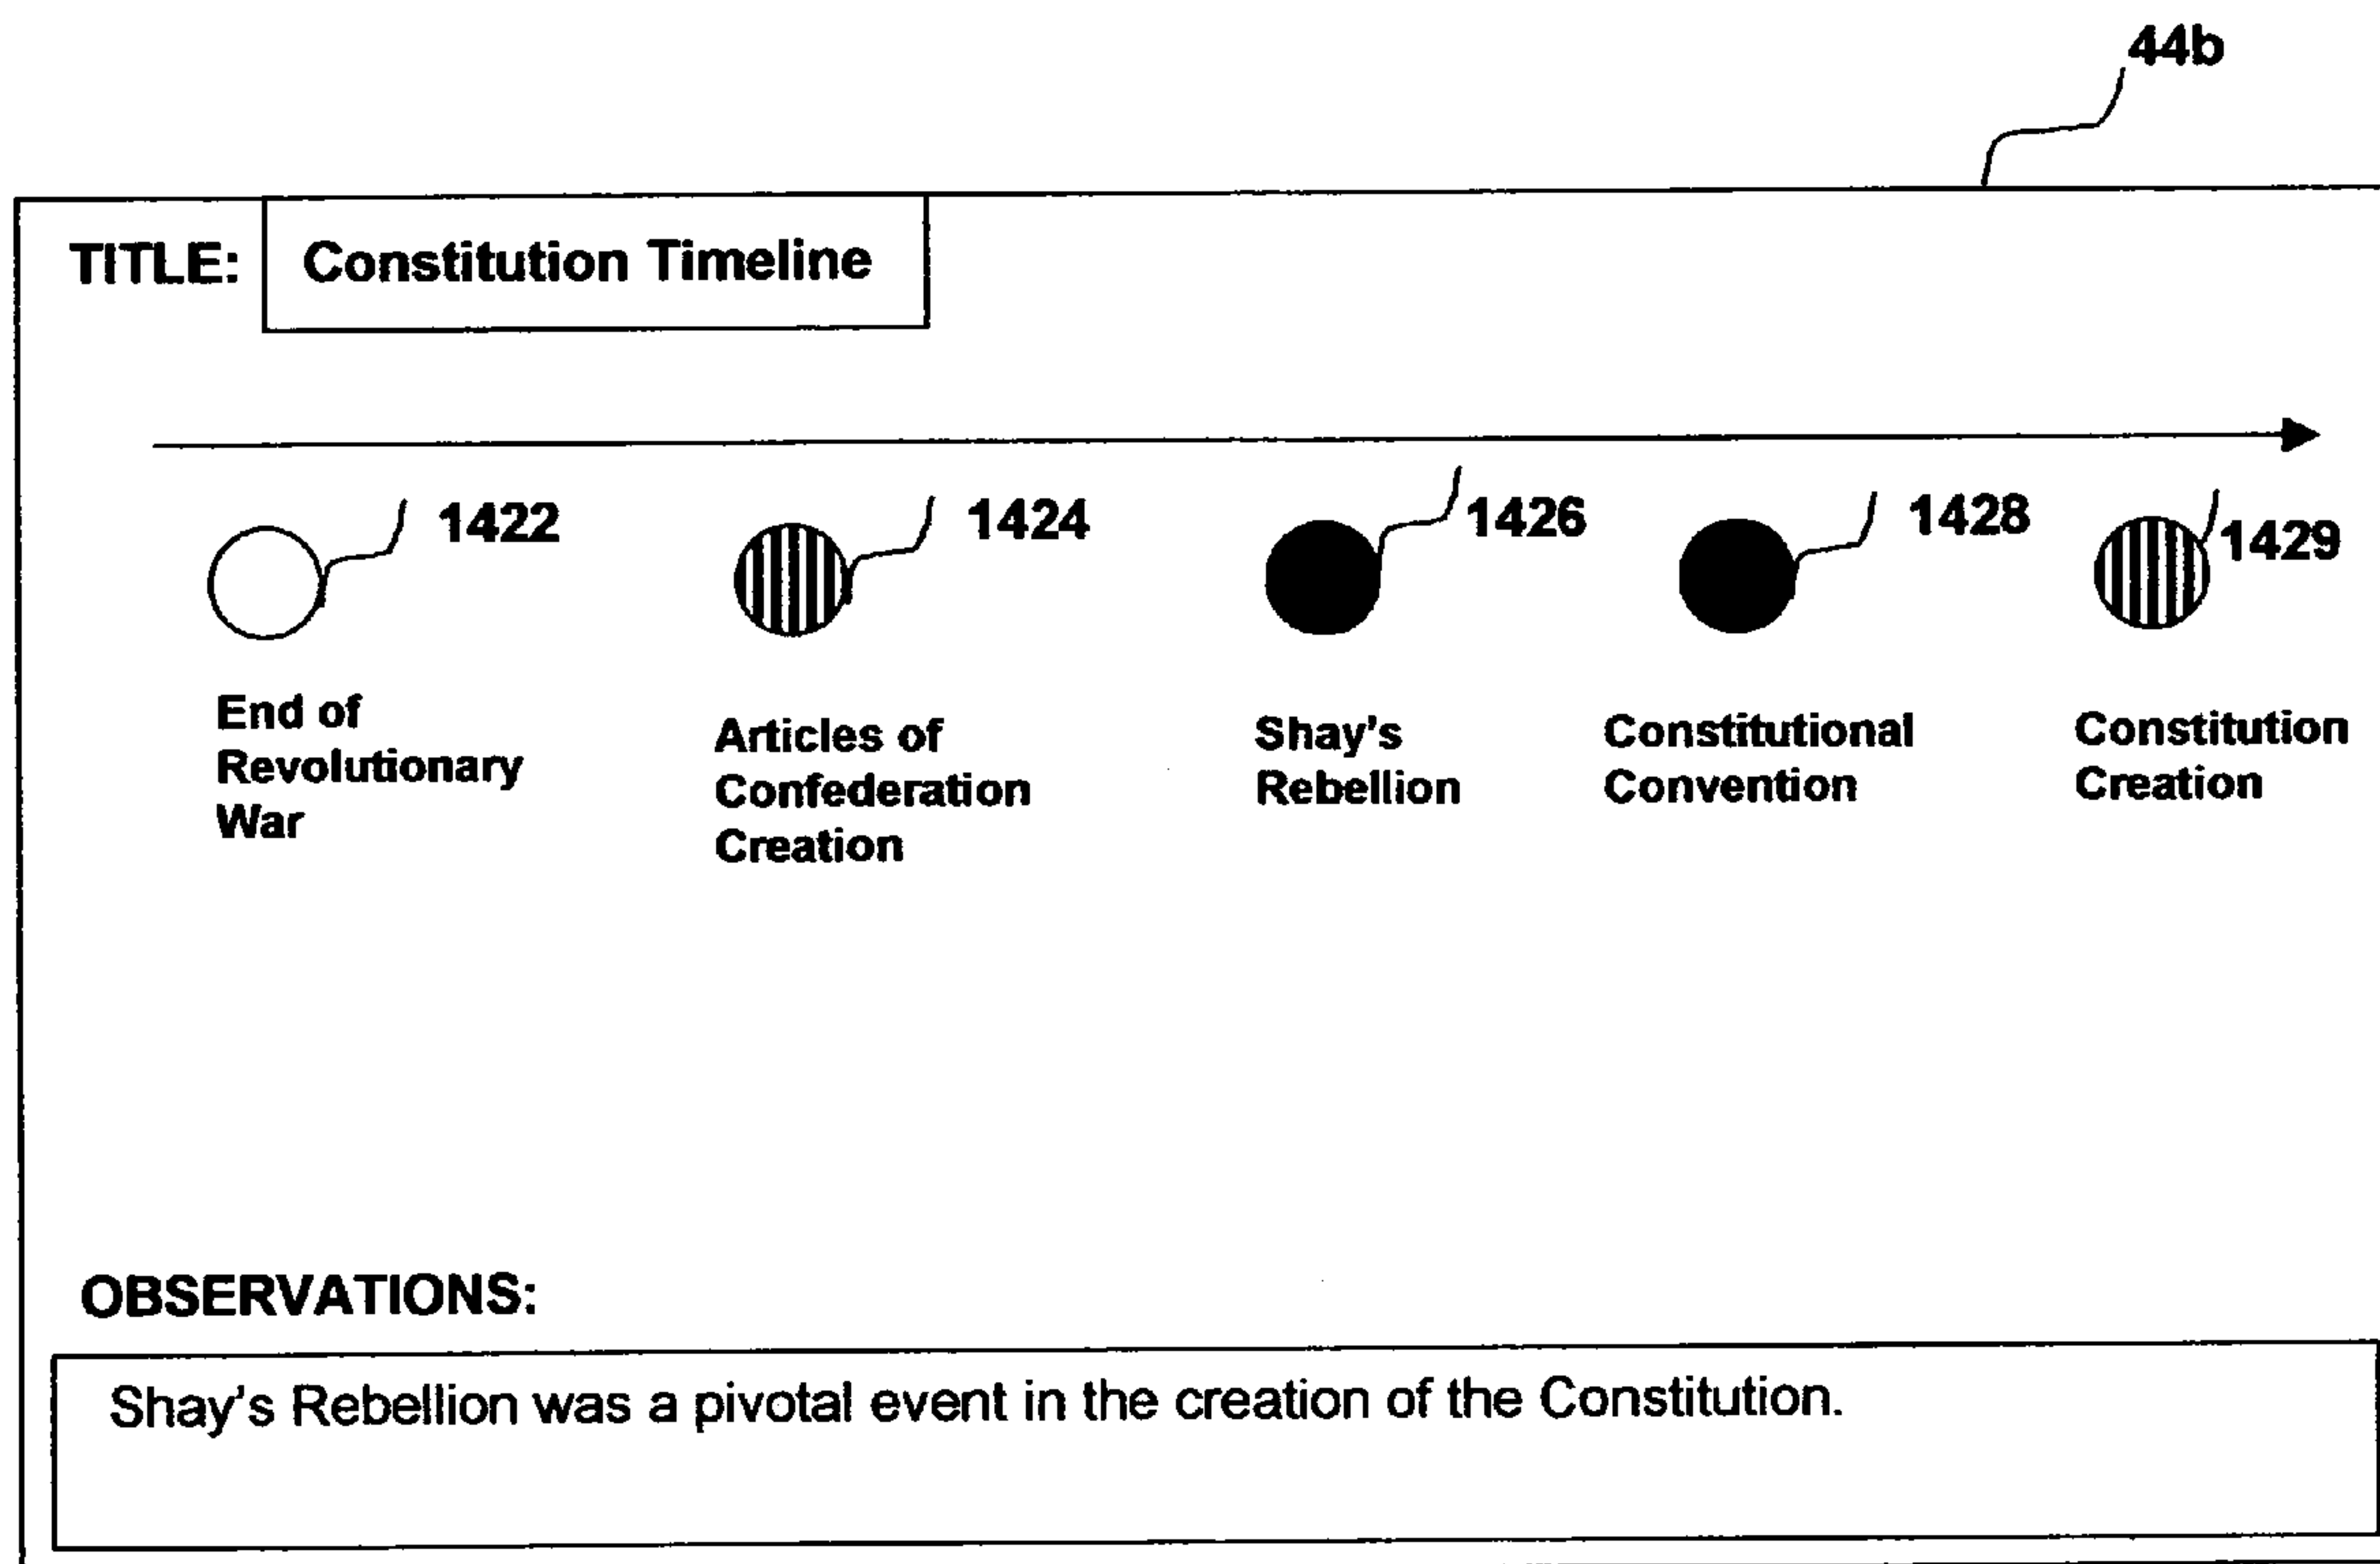 44b
TITLE: Constitution Timeline
1422 1424 1426 1428 1429
End of
Revolutionary
War
Articles of
Confederation
Creation
Shay's
Rebellion
Constitutional
Convention
Constitution
Creation
OBSERVATIONS:
Shay's Rebellion was a pivotal event in the creation of the Constitution.